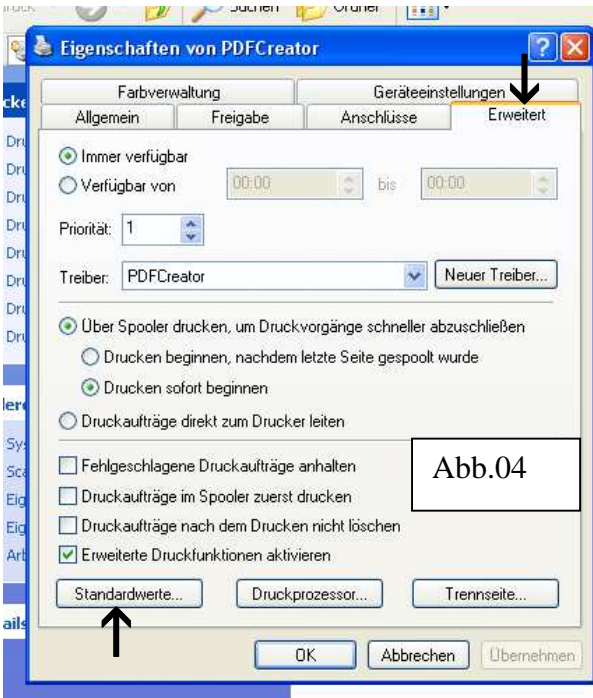 Suchen Ordner
Eigenschaften von PDFCreator
Farbverwaltung Geräteeinstellungen
Allgemein Freigabe Anschlüsse Erweitert
Immer verfügbar
Verfügbar von 00:00 bis 00:00
Priorität: 1
Treiber: PDFCreator Neuer Treiber...
Über Spooler drucken, um Druckvorgänge schneller abzuschließen
Drucken beginnen, nachdem letzte Seite gespoolt wurde
Drucken sofort beginnen
Druckaufträge direkt zum Drucker leiten
Fehlgeschlagene Druckaufträge anhalten
Abb.04
Druckaufträge im Spooler zuerst drucken
Druckaufträge nach dem Drucken nicht löschen
Erweiterte Druckfunktionen aktivieren
Standardwerte... Druckprozessor... Trennseite...
OK Abbrechen Übernehmen